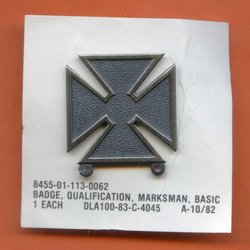 8455-01-113-0062
BADGE, QUALIFICATION, MARKSMAN, BASIC
1 EACH DLA100-83-C-4045 A-10/82